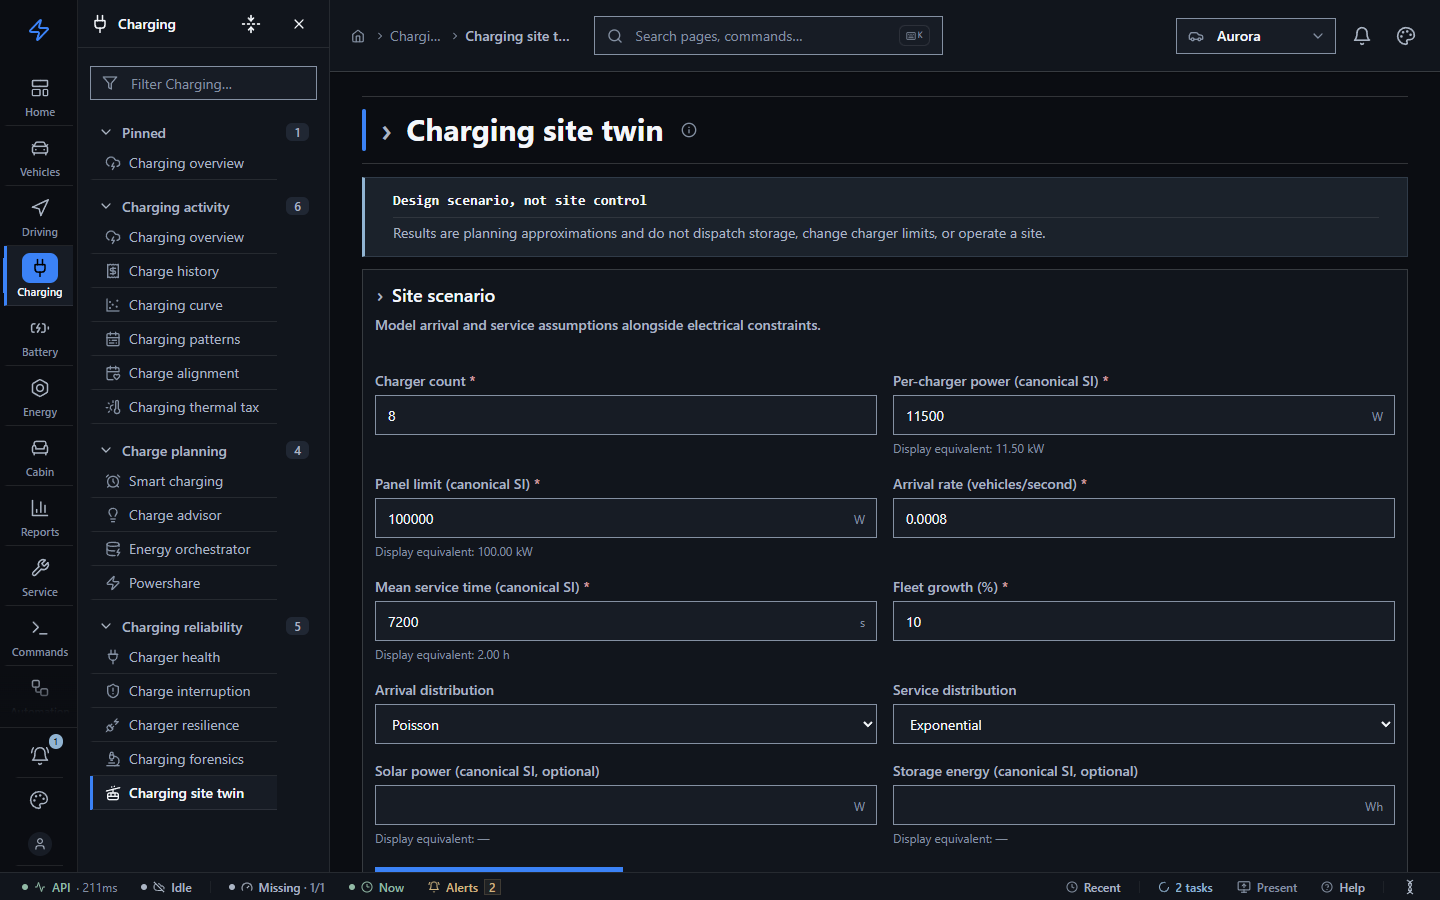 Charging
Chargi...
Charging site t...
Search pages, commands...
K
Aurora
Home
Vehicles
Driving
Charging
Battery
Energy
Cabin
Reports
Service
Commands
1
Filter Charging...
Pinned 1
Charging overview
Charging activity 6
Charging overview
Charge history
Charging curve
Charging patterns
Charge alignment
Charging thermal tax
Charge planning 4
Smart charging
Charge advisor
Energy orchestrator
Powershare
Charging reliability 5
Charger health
Charge interruption
Charger resilience
Charging forensics
Charging site twin
Charging site twin
Design scenario, not site control
Results are planning approximations and do not dispatch storage, change charger limits, or operate a site.
Site scenario
Model arrival and service assumptions alongside electrical constraints.
Charger count *
8
Per-charger power (canonical SI) *
11500 W
Display equivalent: 11.50 kW
Panel limit (canonical SI) *
100000 W
Display equivalent: 100.00 kW
Arrival rate (vehicles/second) *
0.0008
Mean service time (canonical SI) *
7200 s
Display equivalent: 2.00 h
Fleet growth (%) *
10
Arrival distribution
Poisson
Service distribution
Exponential
Solar power (canonical SI, optional)
W
Display equivalent: —
Storage energy (canonical SI, optional)
Wh
Display equivalent: —
API · 211ms
Idle
Missing · 1/1
Now
Alerts 2
Recent
2 tasks
Present
Help